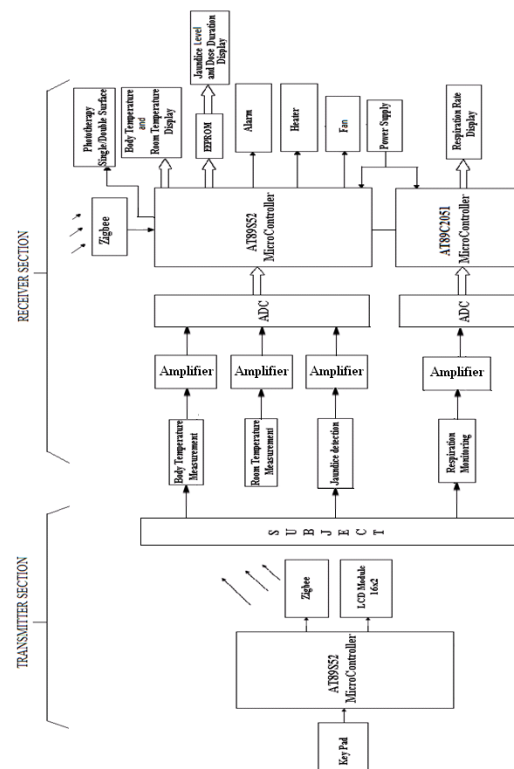 RECEIVER SECTION
Phototherapy
Single/Double Surface
Body Temperature
and
Room Temperature
Display
Jaundice Level
and Dose Duration
Display
EEPROM
Alarm
Heater
Fan
Power Supply
Respiration Rate
Display
Zigbee
AT89S52
MicroController
AT89C2051
MicroController
ADC
ADC
Amplifier
Amplifier
Amplifier
Amplifier
Body Temperature
Measurement
Room Temperature
Measurement
Jaundice detection
Respiration
Monitoring
TRANSMITTER SECTION
S U B J E C T
Zigbee
LCD Module
16x2
AT89S52
MicroController
Key Pad